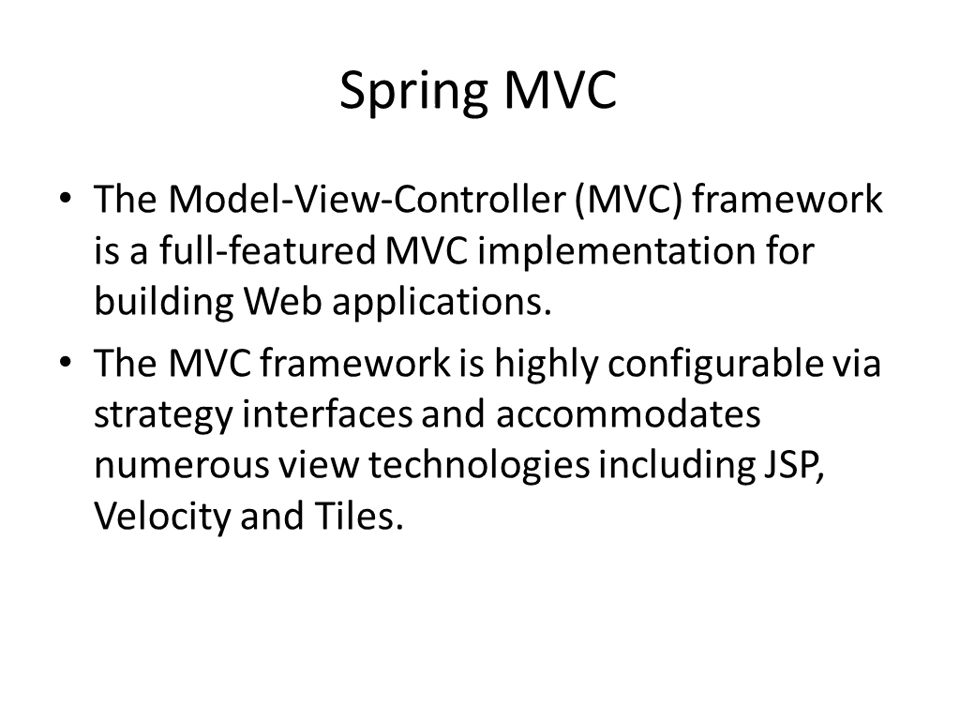 Spring MVC
• The Model-View-Controller (MVC) framework
is a full-featured MVC implementation for
building Web applications.
• The MVC framework is highly configurable via
strategy interfaces and accommodates
numerous view technologies including JSP,
Velocity and Tiles.